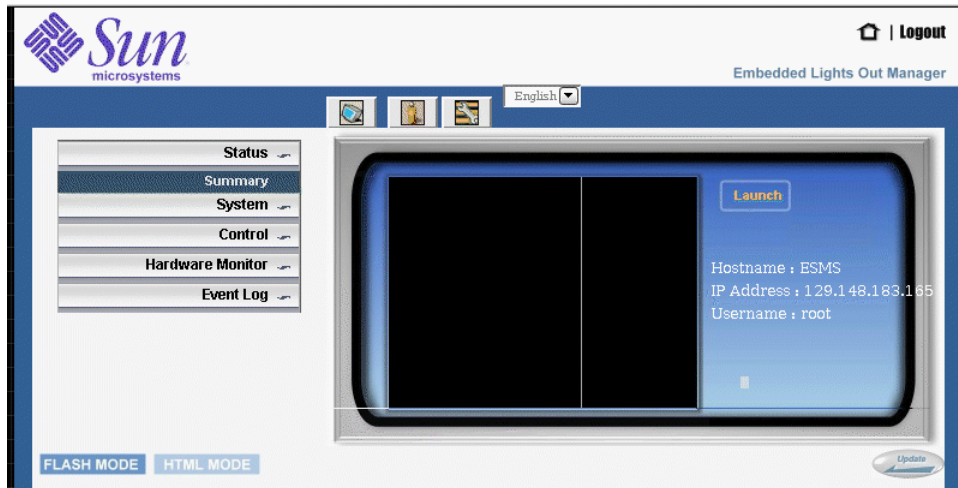 Sun
microsystems
| Logout
Embedded Lights Out Manager
English
Status
Summary
System
Control
Hardware Monitor
Event Log
Launch
Hostname : ESMS
IP Address : 129.148.183.165
Username : root
FLASH MODE HTML MODE
Update